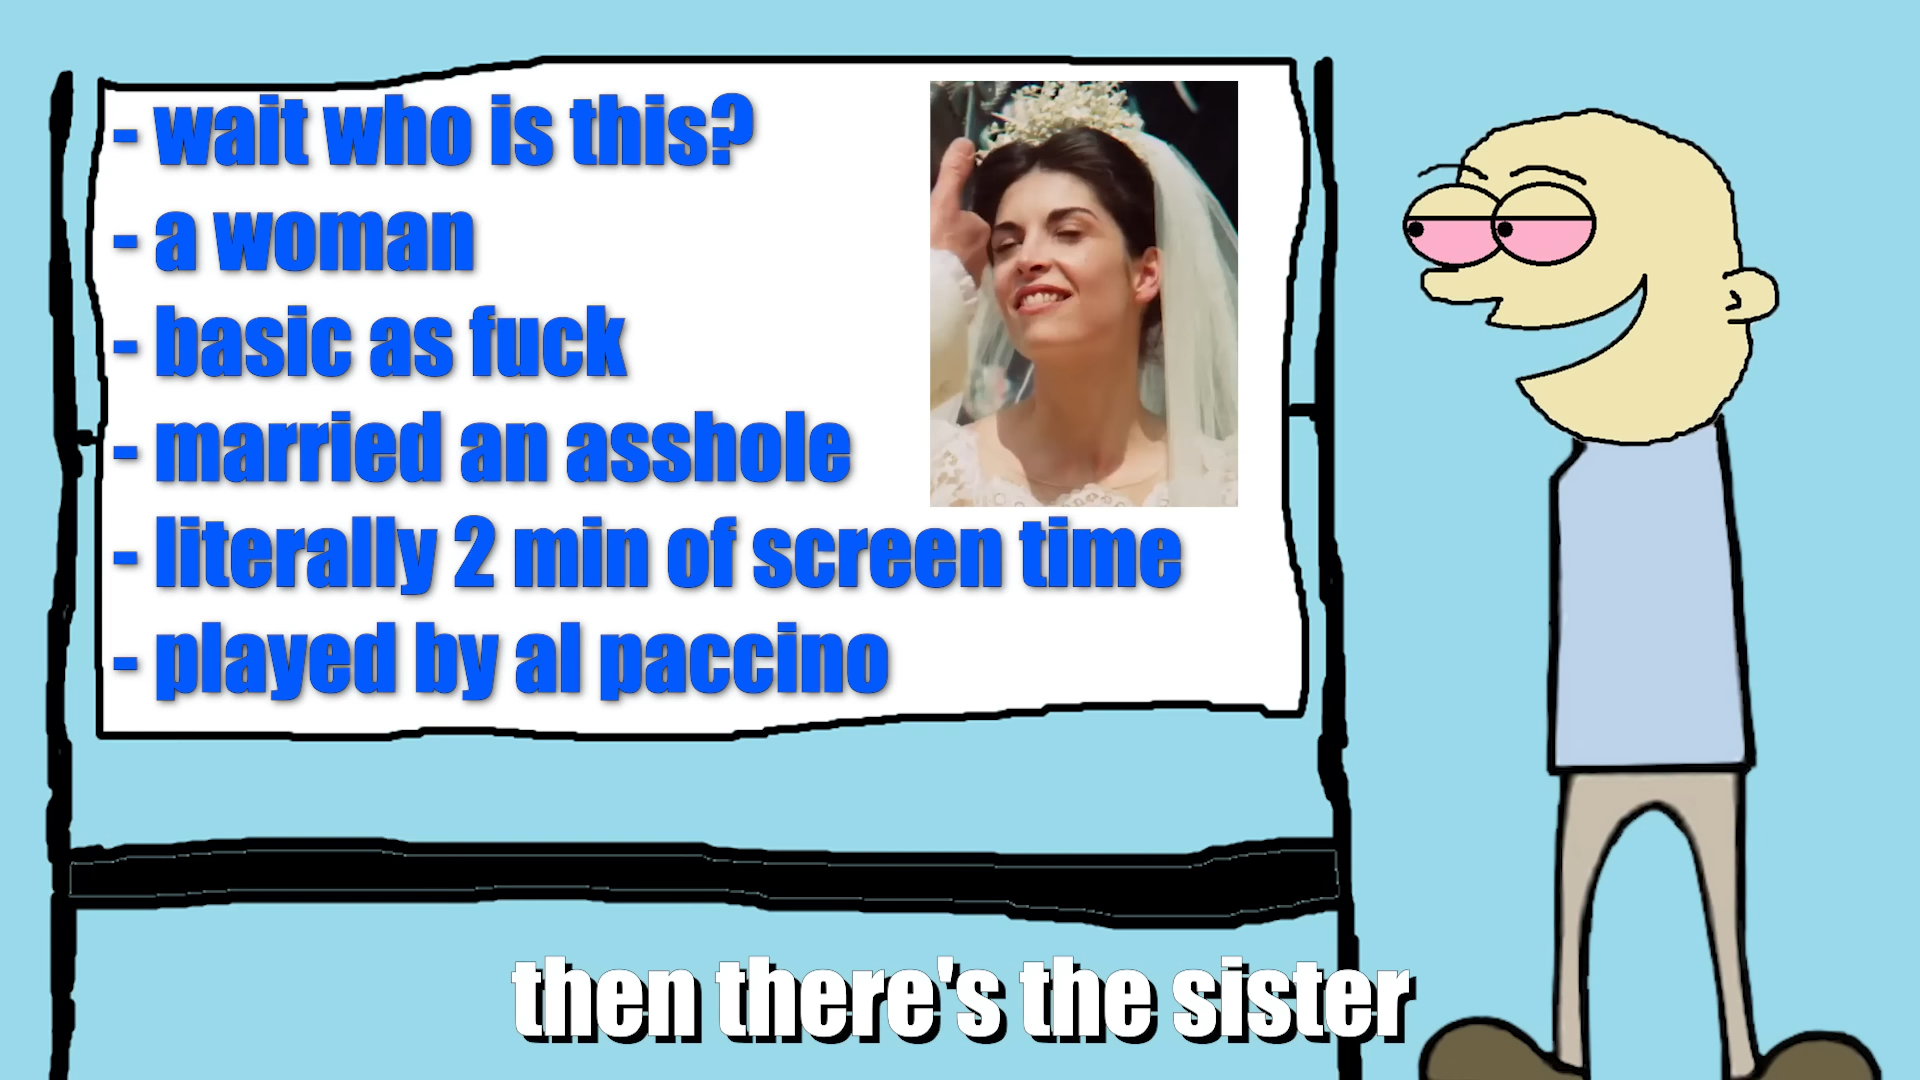 - wait who is this?
- a woman
- basic as fuck
- married an asshole
- literally 2 min of screen time
- played by al paccino
then there's the sister